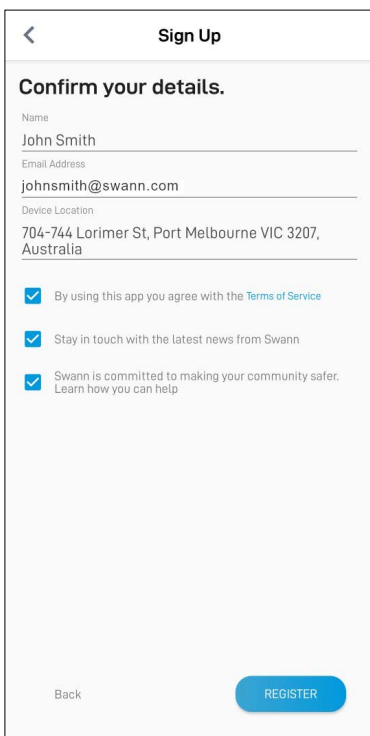 Sign Up
Confirm your details.
Name
John Smith
Email Address
johnsmith@swann.com
Device Location
704-744 Lorimer St, Port Melbourne VIC 3207,
Australia
By using this app you agree with the Terms of Service
Stay in touch with the latest news from Swann
Swann is committed to making your community safer.
Learn how you can help
Back
REGISTER